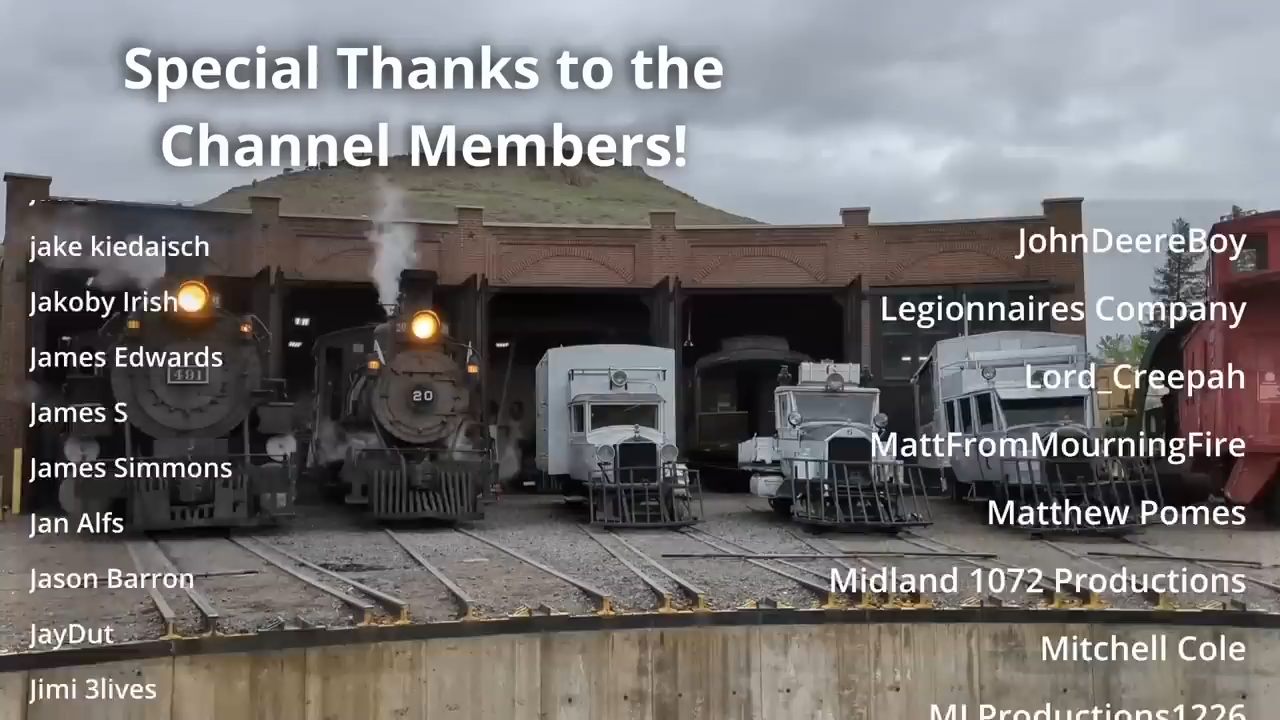 Special Thanks to the
Channel Members!
jake kiedaisch
Jakoby Irish
James Edwards
James S
James Simmons
Jan Alfs
Jason Barron
JayDut
Jimi 3lives
JohnDeereBoy
Legionnaires Company
Lord_Creepah
MattFromMourningFire
Matthew Pomes
Midland 1072 Productions
Mitchell Cole
MLProductions1226
491
20